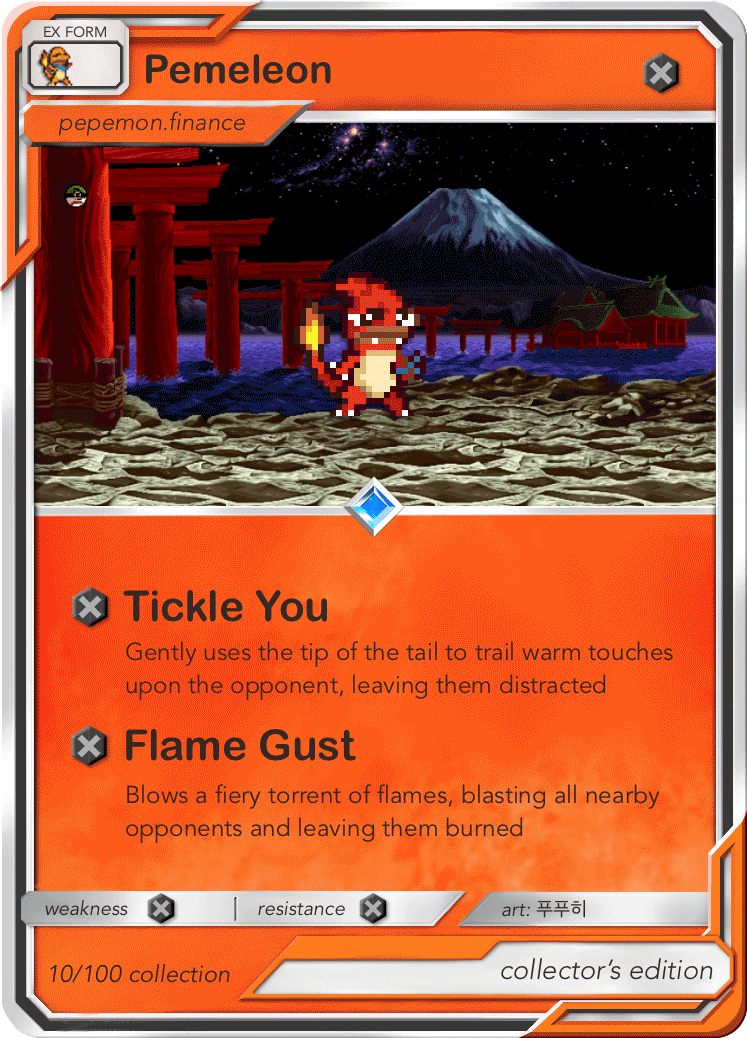 EX FORM
Pemeleon
pepemon.finance
Tickle You
Gently uses the tip of the tail to trail warm touches
upon the opponent, leaving them distracted
Flame Gust
Blows a fiery torrent of flames, blasting all nearby
opponents and leaving them burned
weakness | resistance art: 푸푸히
10/100 collection collector's edition